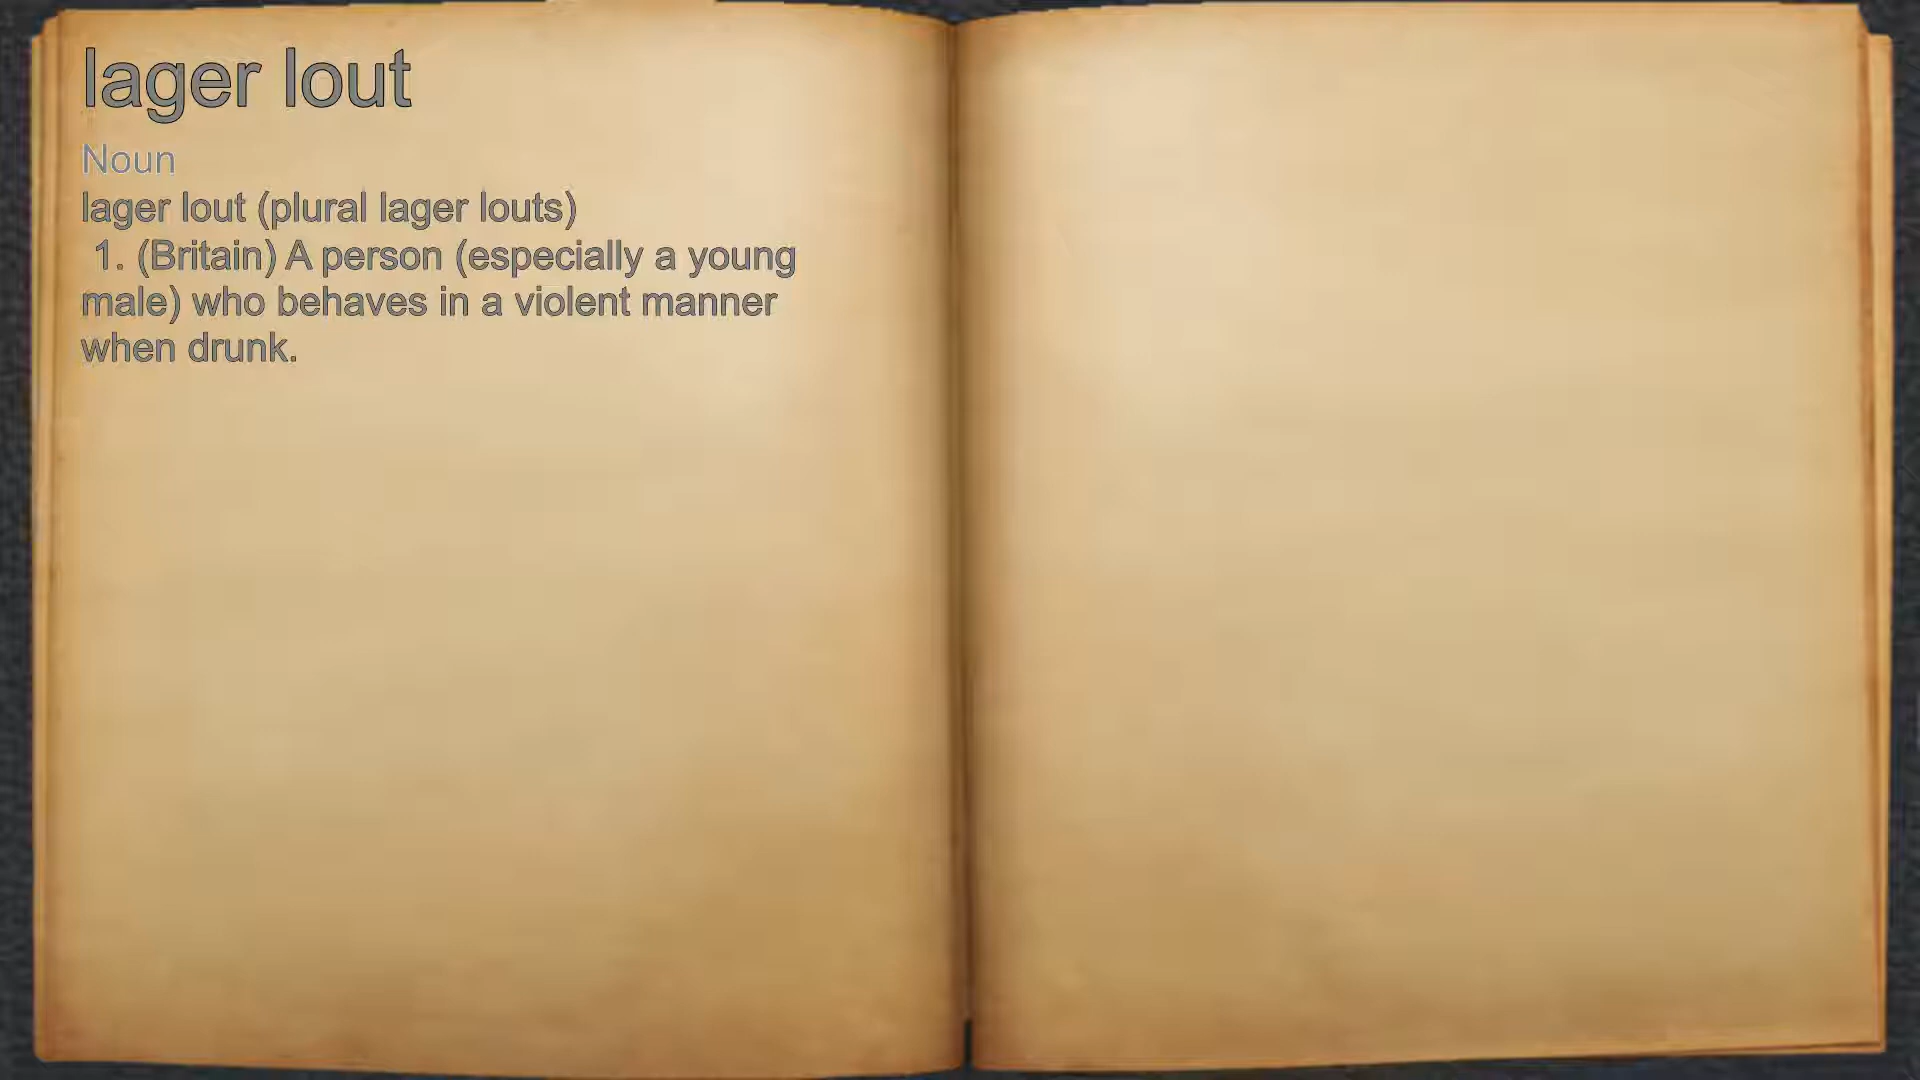 lager lout
Noun
lager lout (plural lager louts)
1. (Britain) A person (especially a young
male) who behaves in a violent manner
when drunk.